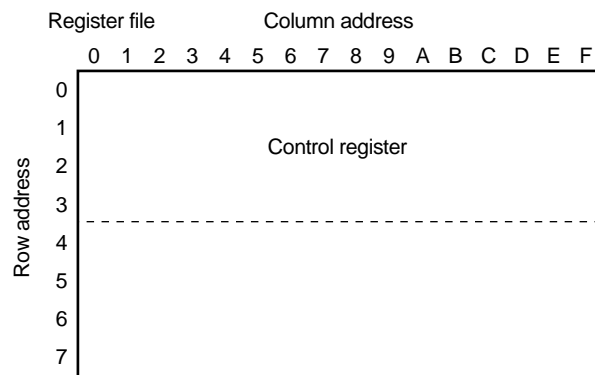 Register file Column address
0 1 2 3 4 5 6 7 8 9 A B C D E F
0
1
Control register
2
3
Row address
4
5
6
7